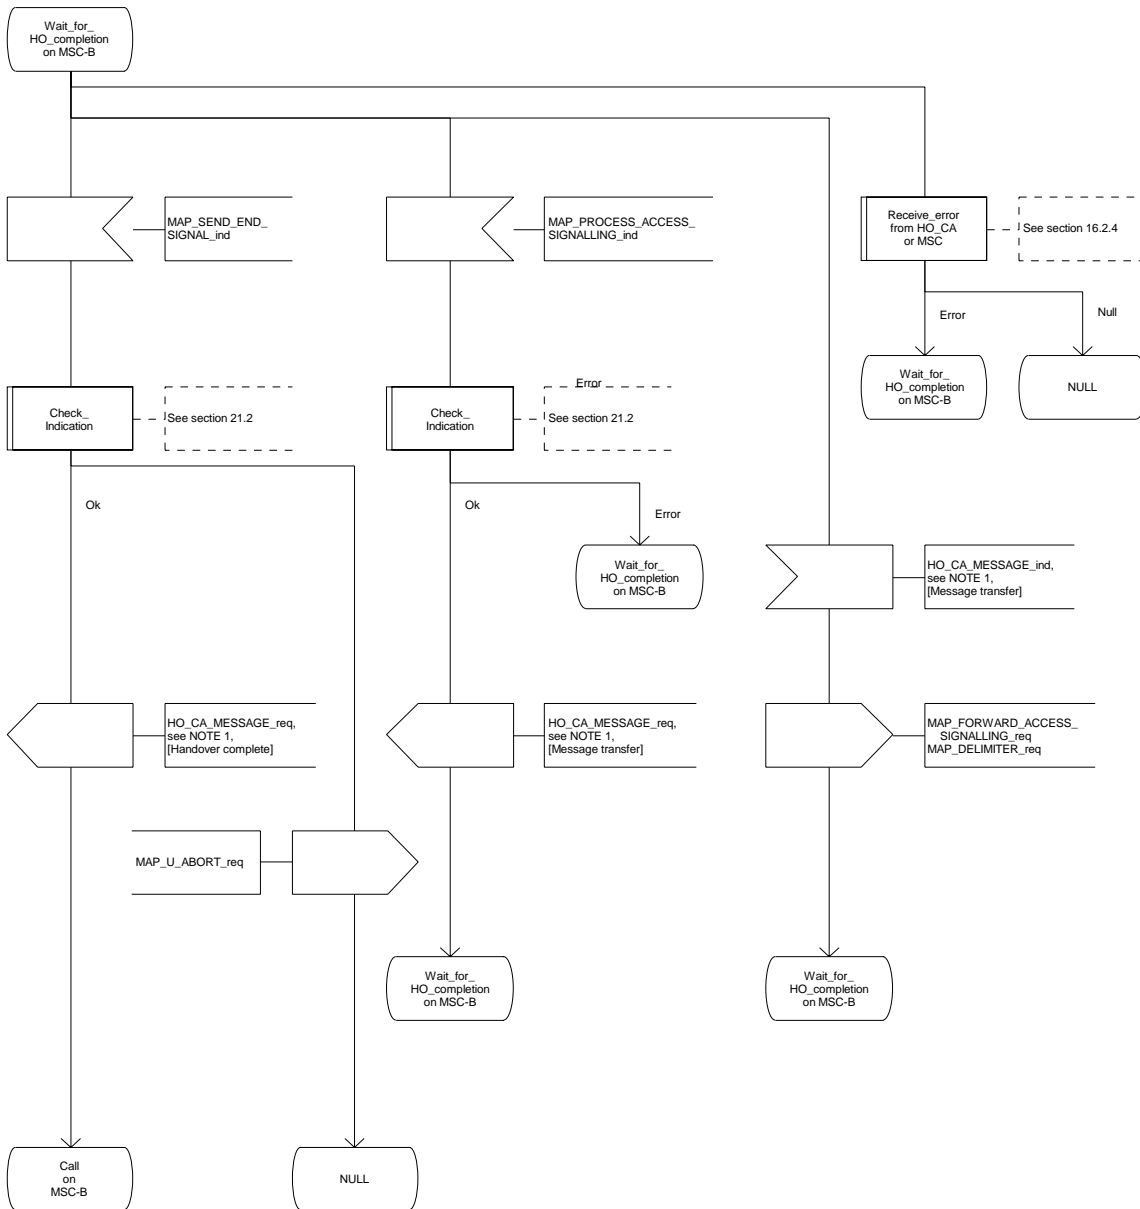 Wait_for_
HO_completion
on MSC-B
MAP_SEND_END_
SIGNAL_ind
MAP_PROCESS_ACCESS_
SIGNALLING_ind
Receive_error
from HO_CA
or MSC
See section 16.2.4
Error
Null
Wait_for_
HO_completion
on MSC-B
NULL
Check_
Indication
See section 21.2
Error
Check_
Indication
See section 21.2
Ok
Ok
Error
Wait_for_
HO_completion
on MSC-B
HO_CA_MESSAGE_ind,
see NOTE 1,
[Message transfer]
HO_CA_MESSAGE_req,
see NOTE 1,
[Handover complete]
HO_CA_MESSAGE_req,
see NOTE 1,
[Message transfer]
MAP_FORWARD_ACCESS_
SIGNALLING_req
MAP_DELIMITER_req
MAP_U_ABORT_req
Wait_for_
HO_completion
on MSC-B
Wait_for_
HO_completion
on MSC-B
Call
on
MSC-B
NULL